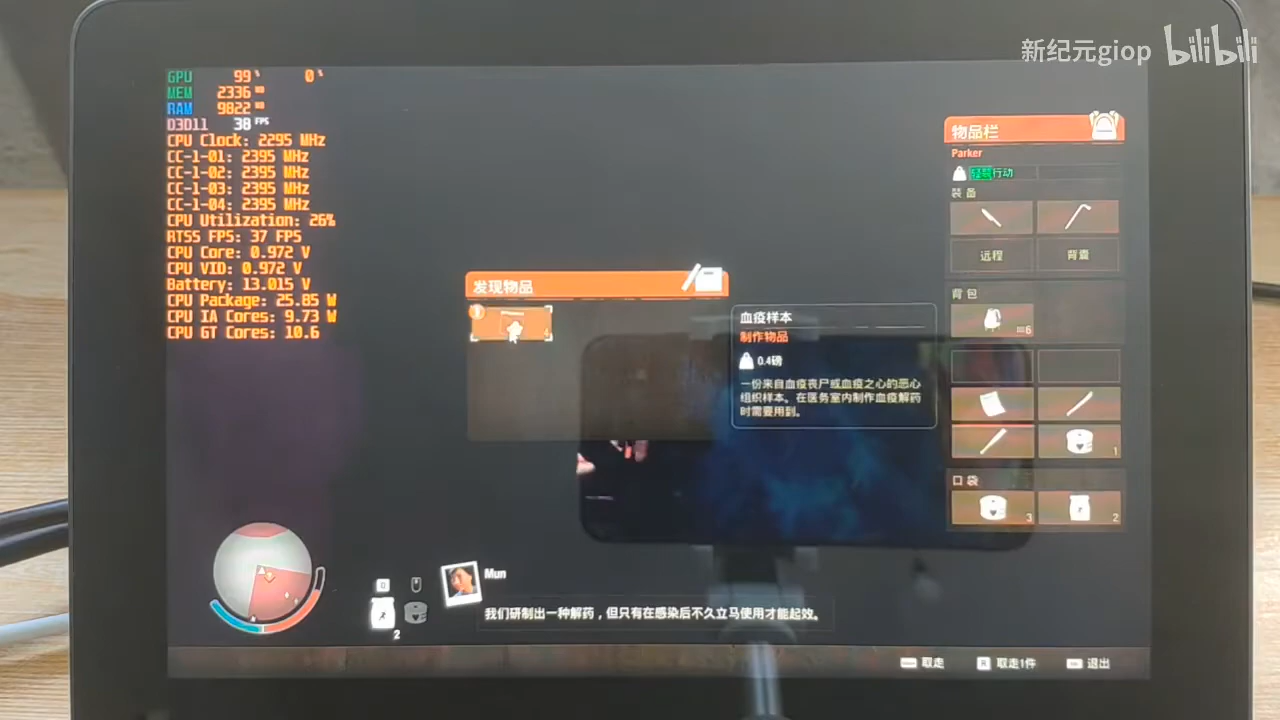 新纪元giop bilibili
GPU 99 % 0 %
MEM 2336 MB
RAM 9822 MB
D3D11 38 FPS
CPU Clock: 2295 MHz
CC-1-01: 2395 MHz
CC-1-02: 2395 MHz
CC-1-03: 2395 MHz
CC-1-04: 2395 MHz
CPU Utilization: 26%
RTSS FPS: 37 FPS
CPU Core: 0.972 V
CPU VID: 0.972 V
Battery: 13.015 V
CPU Package: 25.85 W
CPU IA Cores: 9.73 W
CPU GT Cores: 10.6
物品栏
Parker
轻装行动
装备
远程 背囊
背包
6
1
口袋
3 2
发现物品
血疫样本
制作物品
0.4磅
一份来自血疫丧尸或血疫之心的恶心
组织样本。在医务室内制作血疫解药
时需要用到。
Mun
我们研制出一种解药，但只有在感染后不久立马使用才能起效。
2
取走 R 取走1件 退出